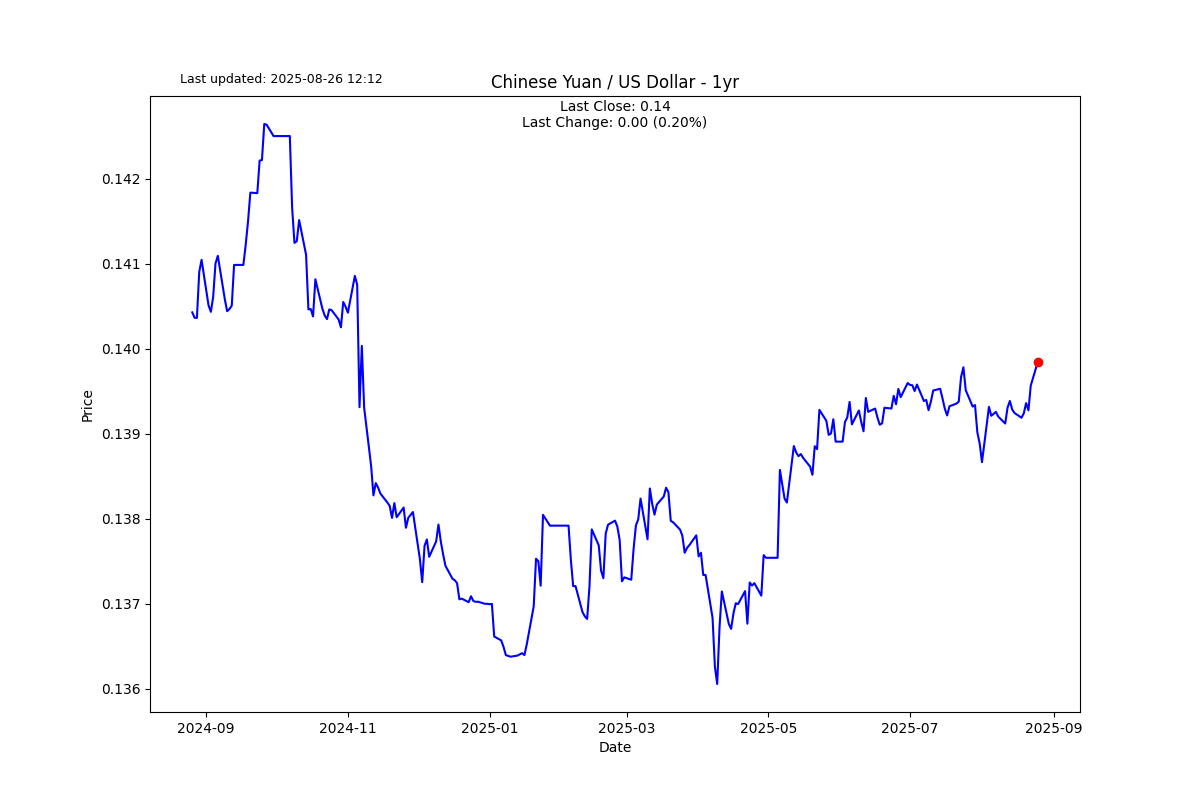 Last updated: 2025-08-26 12:12
Chinese Yuan / US Dollar - 1yr
Last Close: 0.14
Last Change: 0.00 (0.20%)
0.142
0.141
0.140
0.139
0.138
0.137
0.136
Price
2024-09
2024-11
2025-01
2025-03
2025-05
2025-07
2025-09
Date